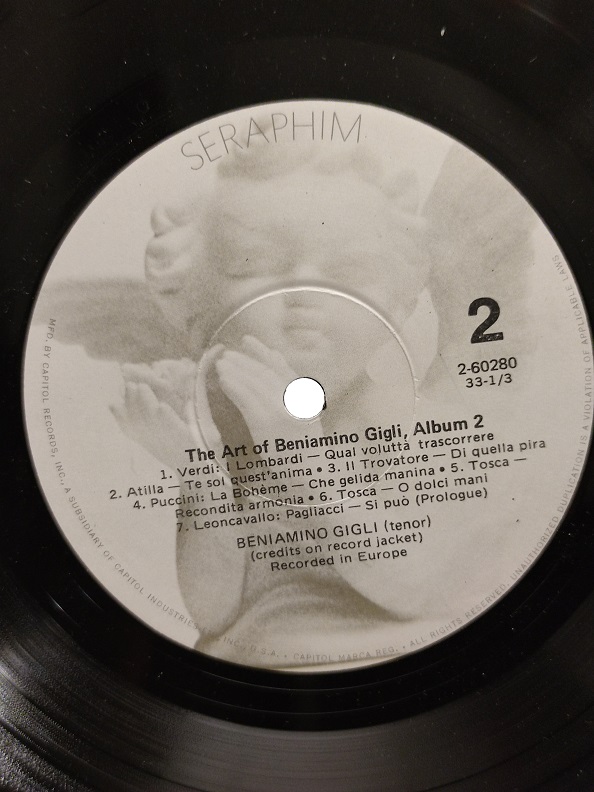 SERAPHIM
2
2-60280
33-1/3
The Art of Beniamino Gigli, Album 2
1. Verdi: I Lombardi — Qual voluttà trascorrere
2. Atilla — Te sol quest'anima • 3. Il Trovatore — Di quella pira
4. Puccini: La Bohème — Che gelida manina • 5. Tosca —
Recondita armonia • 6. Tosca — O dolci mani
7. Leoncavallo: Pagliacci — Si può (Prologue)
BENIAMINO GIGLI (tenor)
(credits on record jacket)
Recorded in Europe
MFD. BY CAPITOL RECORDS, INC., A SUBSIDIARY OF CAPITOL INDUSTRIES INC., U.S.A. • CAPITOL MARCA REG. • ALL RIGHTS RESERVED. UNAUTHORIZED DUPLICATION IS A VIOLATION OF APPLICABLE LAWS